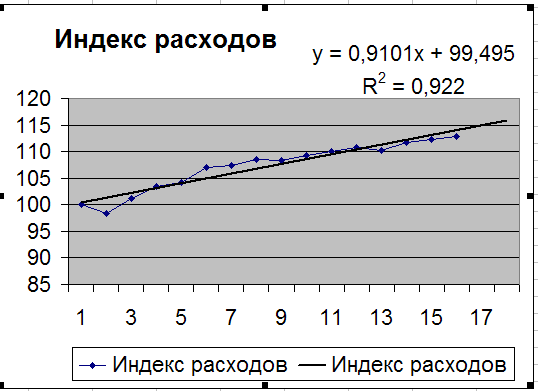 Индекс расходов
y = 0,9101x + 99,495
R² = 0,922
120
115
110
105
100
95
90
85
1 3 5 7 9 11 13 15 17
Индекс расходов Индекс расходов